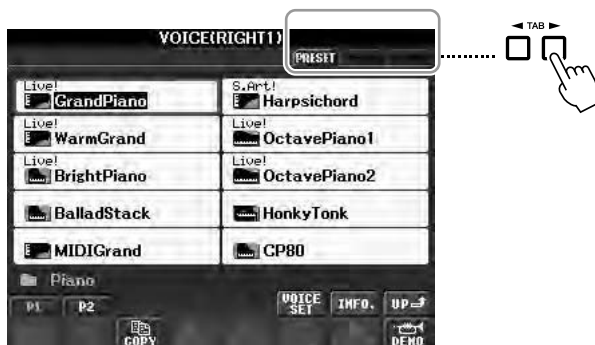 VOICE(RIGHT1)
PRESET
◄ TAB ►
Live!
GrandPiano
S.Art!
Harpsichord
Live!
WarmGrand
Live!
OctavePiano1
Live!
BrightPiano
Live!
OctavePiano2
BalladStack
HonkyTonk
MIDIGrand
CP80
Piano
P1 P2 VOICE SET INFO. UP
COPY DEMO